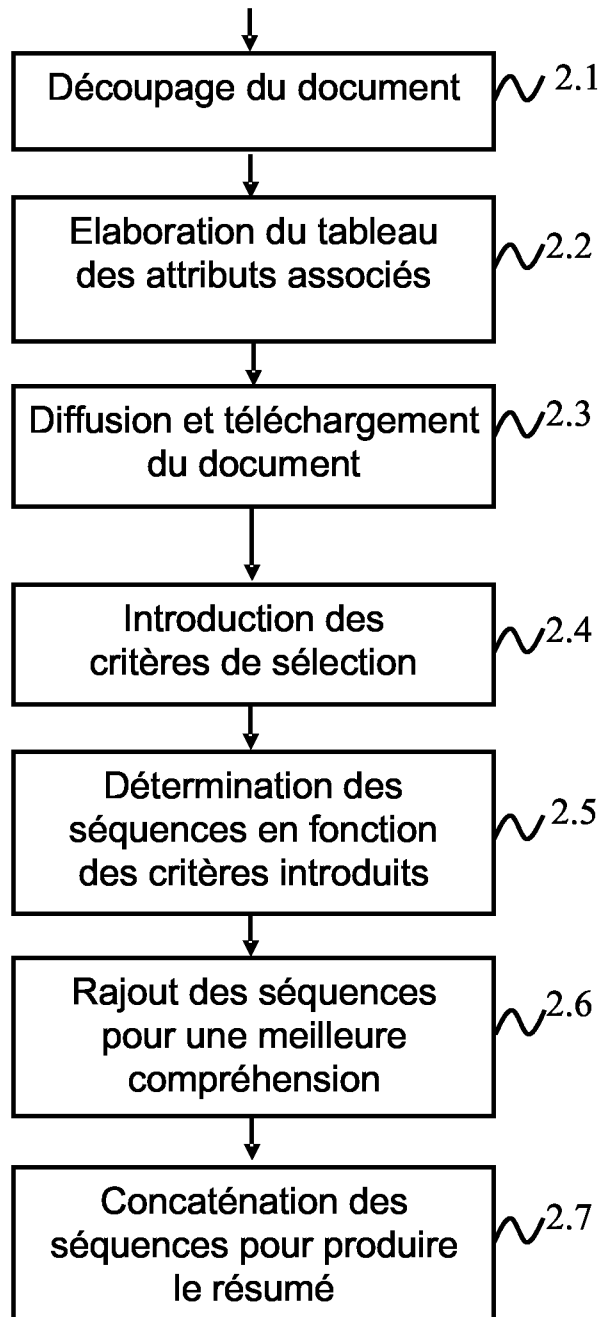 Découpage du document
2.1
Elaboration du tableau
des attributs associés
2.2
Diffusion et téléchargement
du document
2.3
Introduction des
critères de sélection
2.4
Détermination des
séquences en fonction
des critères introduits
2.5
Rajout des séquences
pour une meilleure
compréhension
2.6
Concaténation des
séquences pour produire
le résumé
2.7